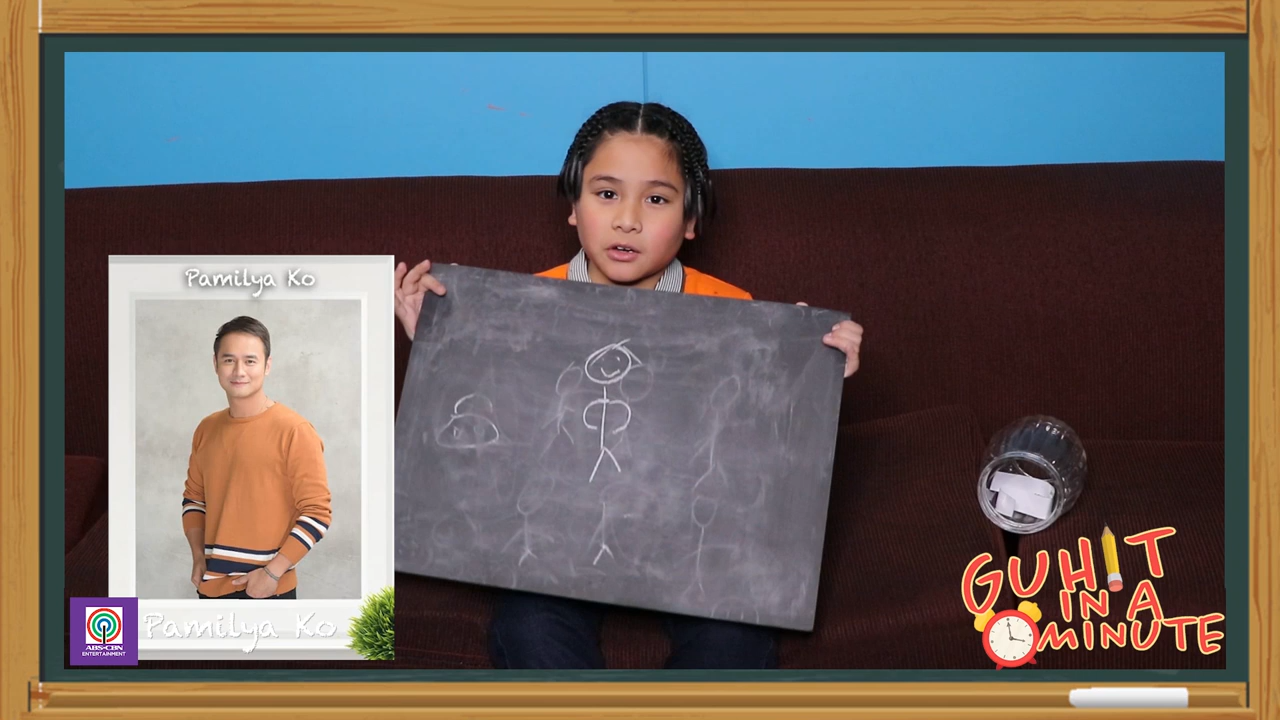 Pamilya Ko
Pamilya Ko
ABS-CBN
ENTERTAINMENT
GUHIT
IN A
MINUTE